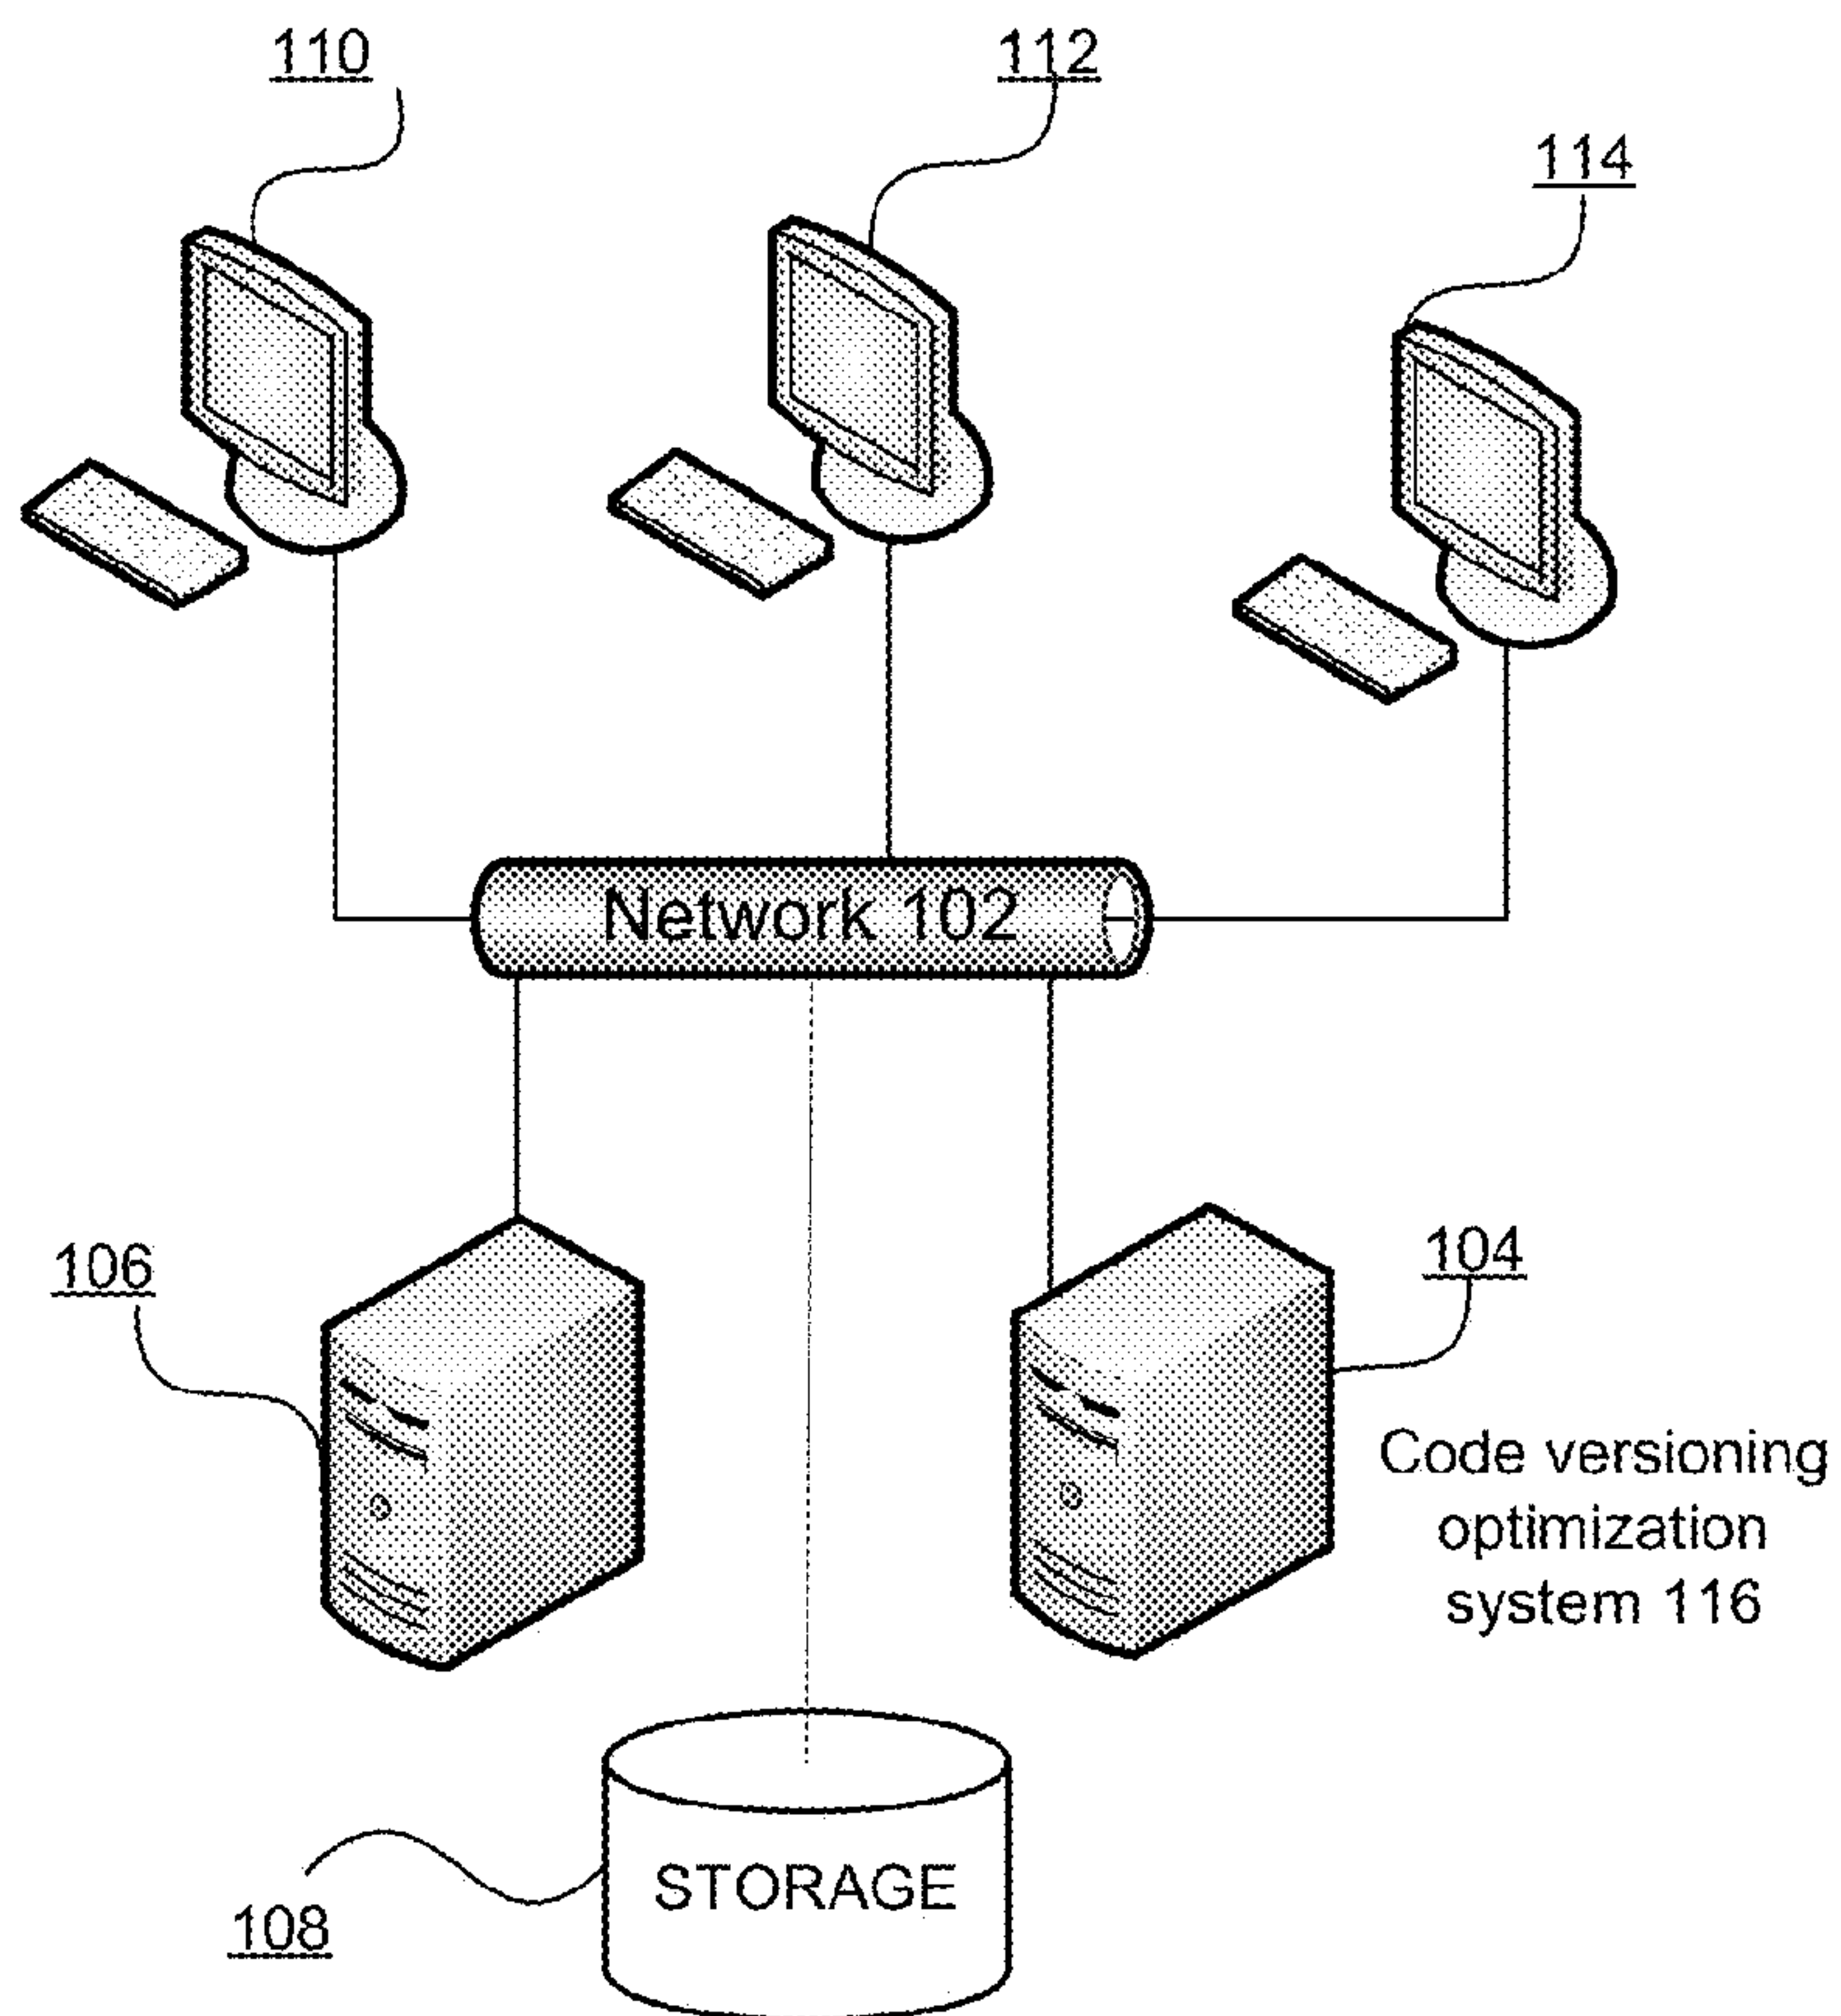 110
112
114
Network 102
106
104
Code versioning
optimization
system 116
STORAGE
108